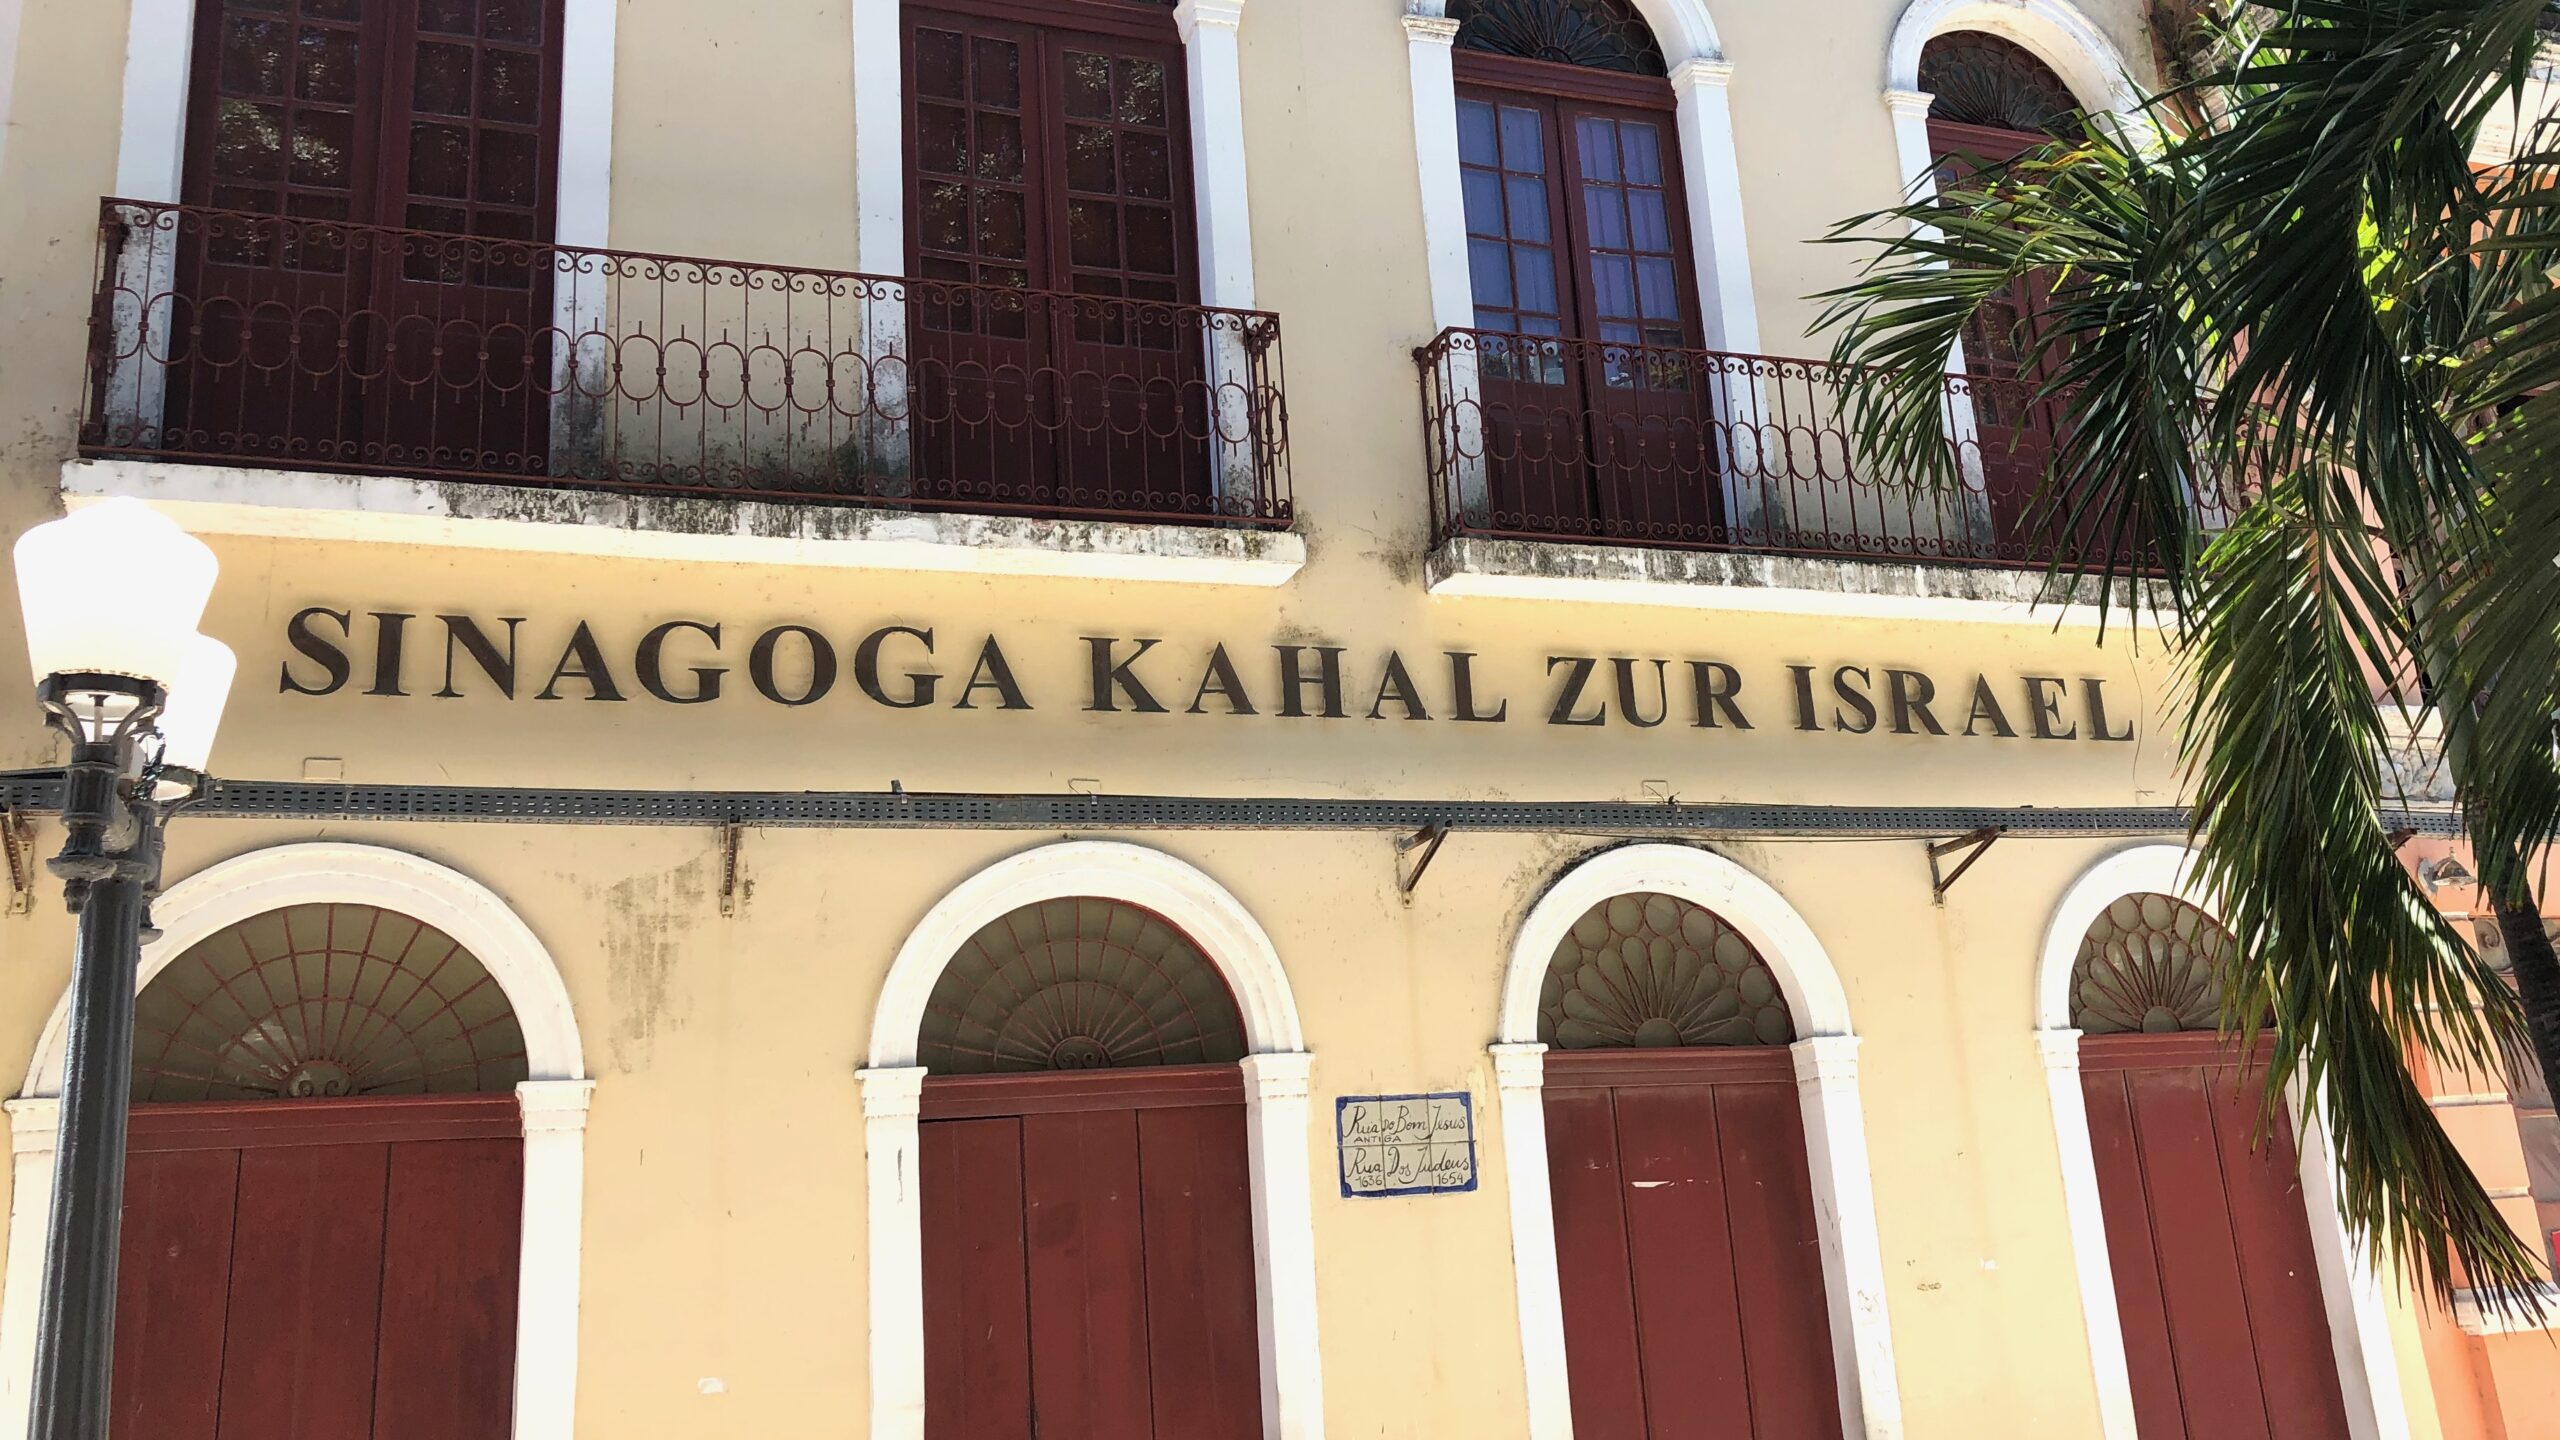 SINAGOGA KAHAL ZUR ISRAEL
Rua do Bom Jesus
ANTIGA
Rua Dos Judeus
1636 1654